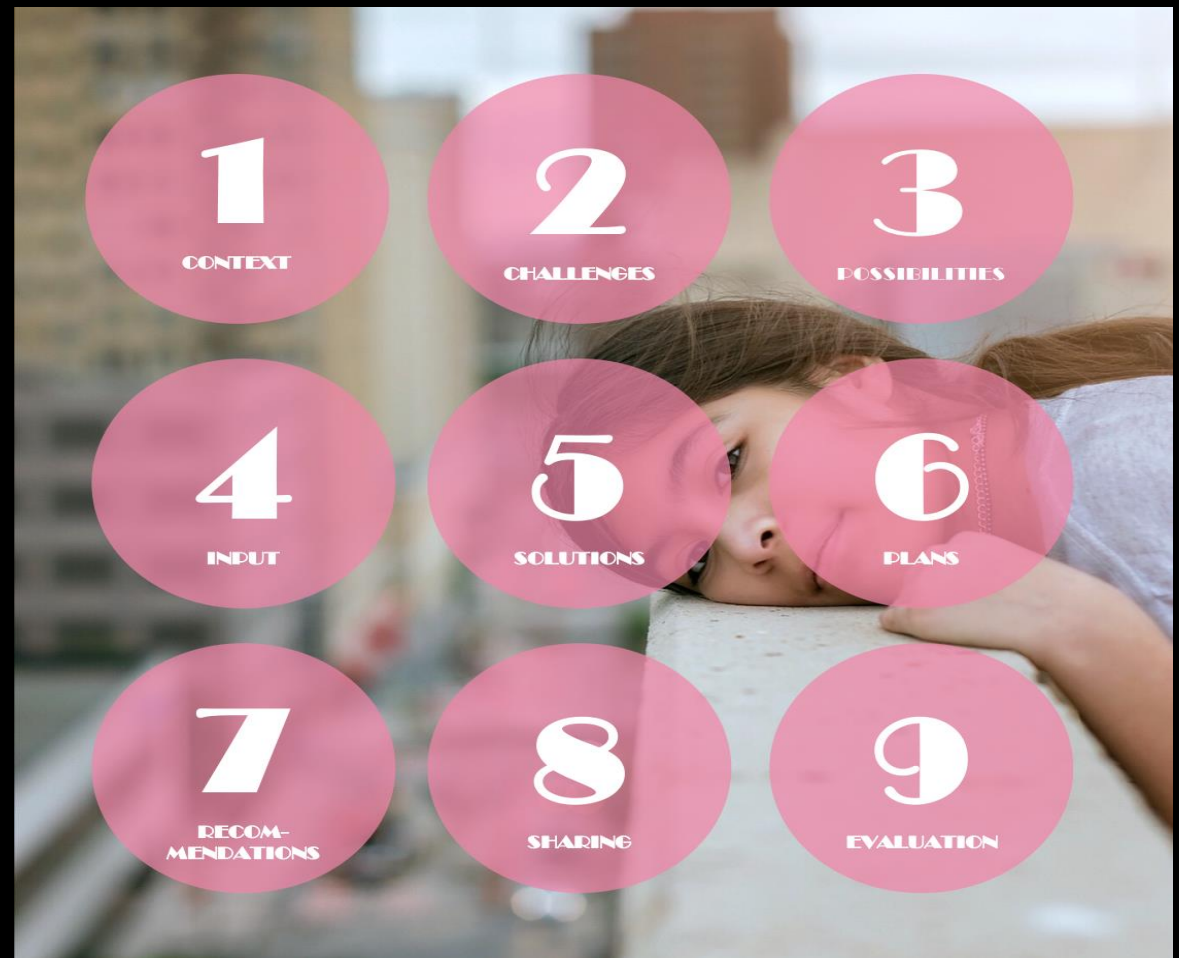 1
CONTEXT
2
CHALLENGES
3
POSSIBILITIES
4
INPUT
5
SOLUTIONS
6
PLANS
7
RECOM-
MENDATIONS
8
SHARING
9
EVALUATION